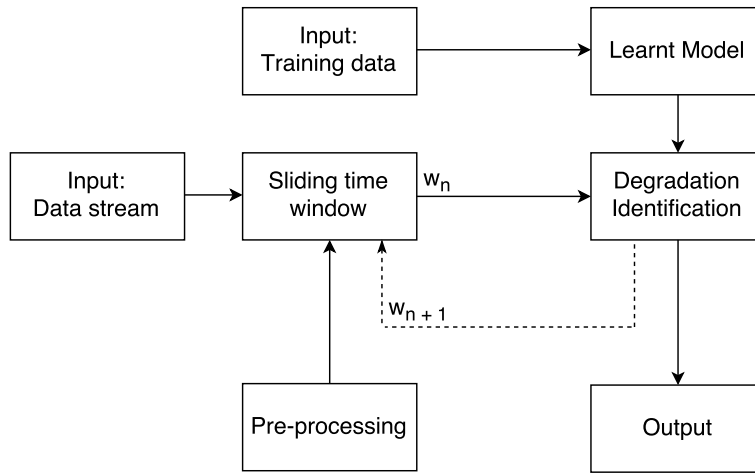 Input:
Training data
Learnt Model
Input:
Data stream
Sliding time
window
wn
Degradation
Identification
wn + 1
Pre-processing
Output